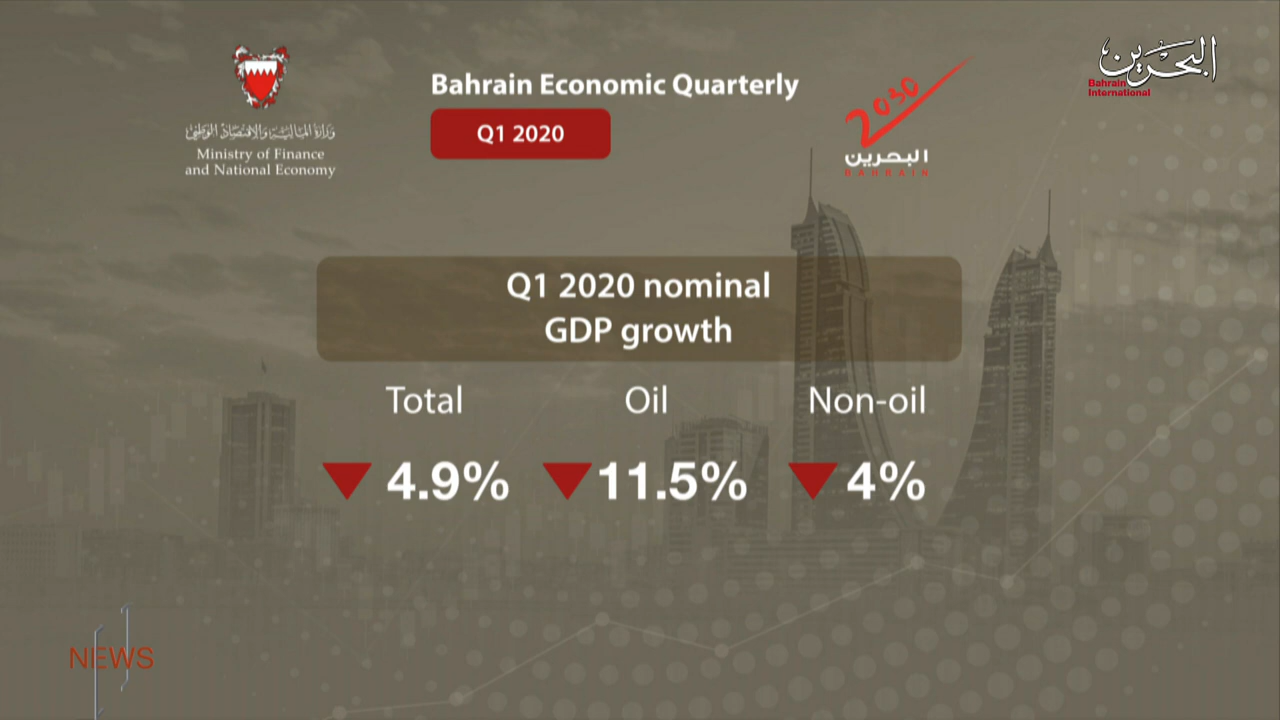 وزارة المالية والاقتصاد الوطني
Ministry of Finance
and National Economy
Bahrain Economic Quarterly
Q1 2020
2030
البحرين
BAHRAIN
البحرين
Bahrain
International
Q1 2020 nominal
GDP growth
Total Oil Non-oil
4.9% 11.5% 4%
NEWS